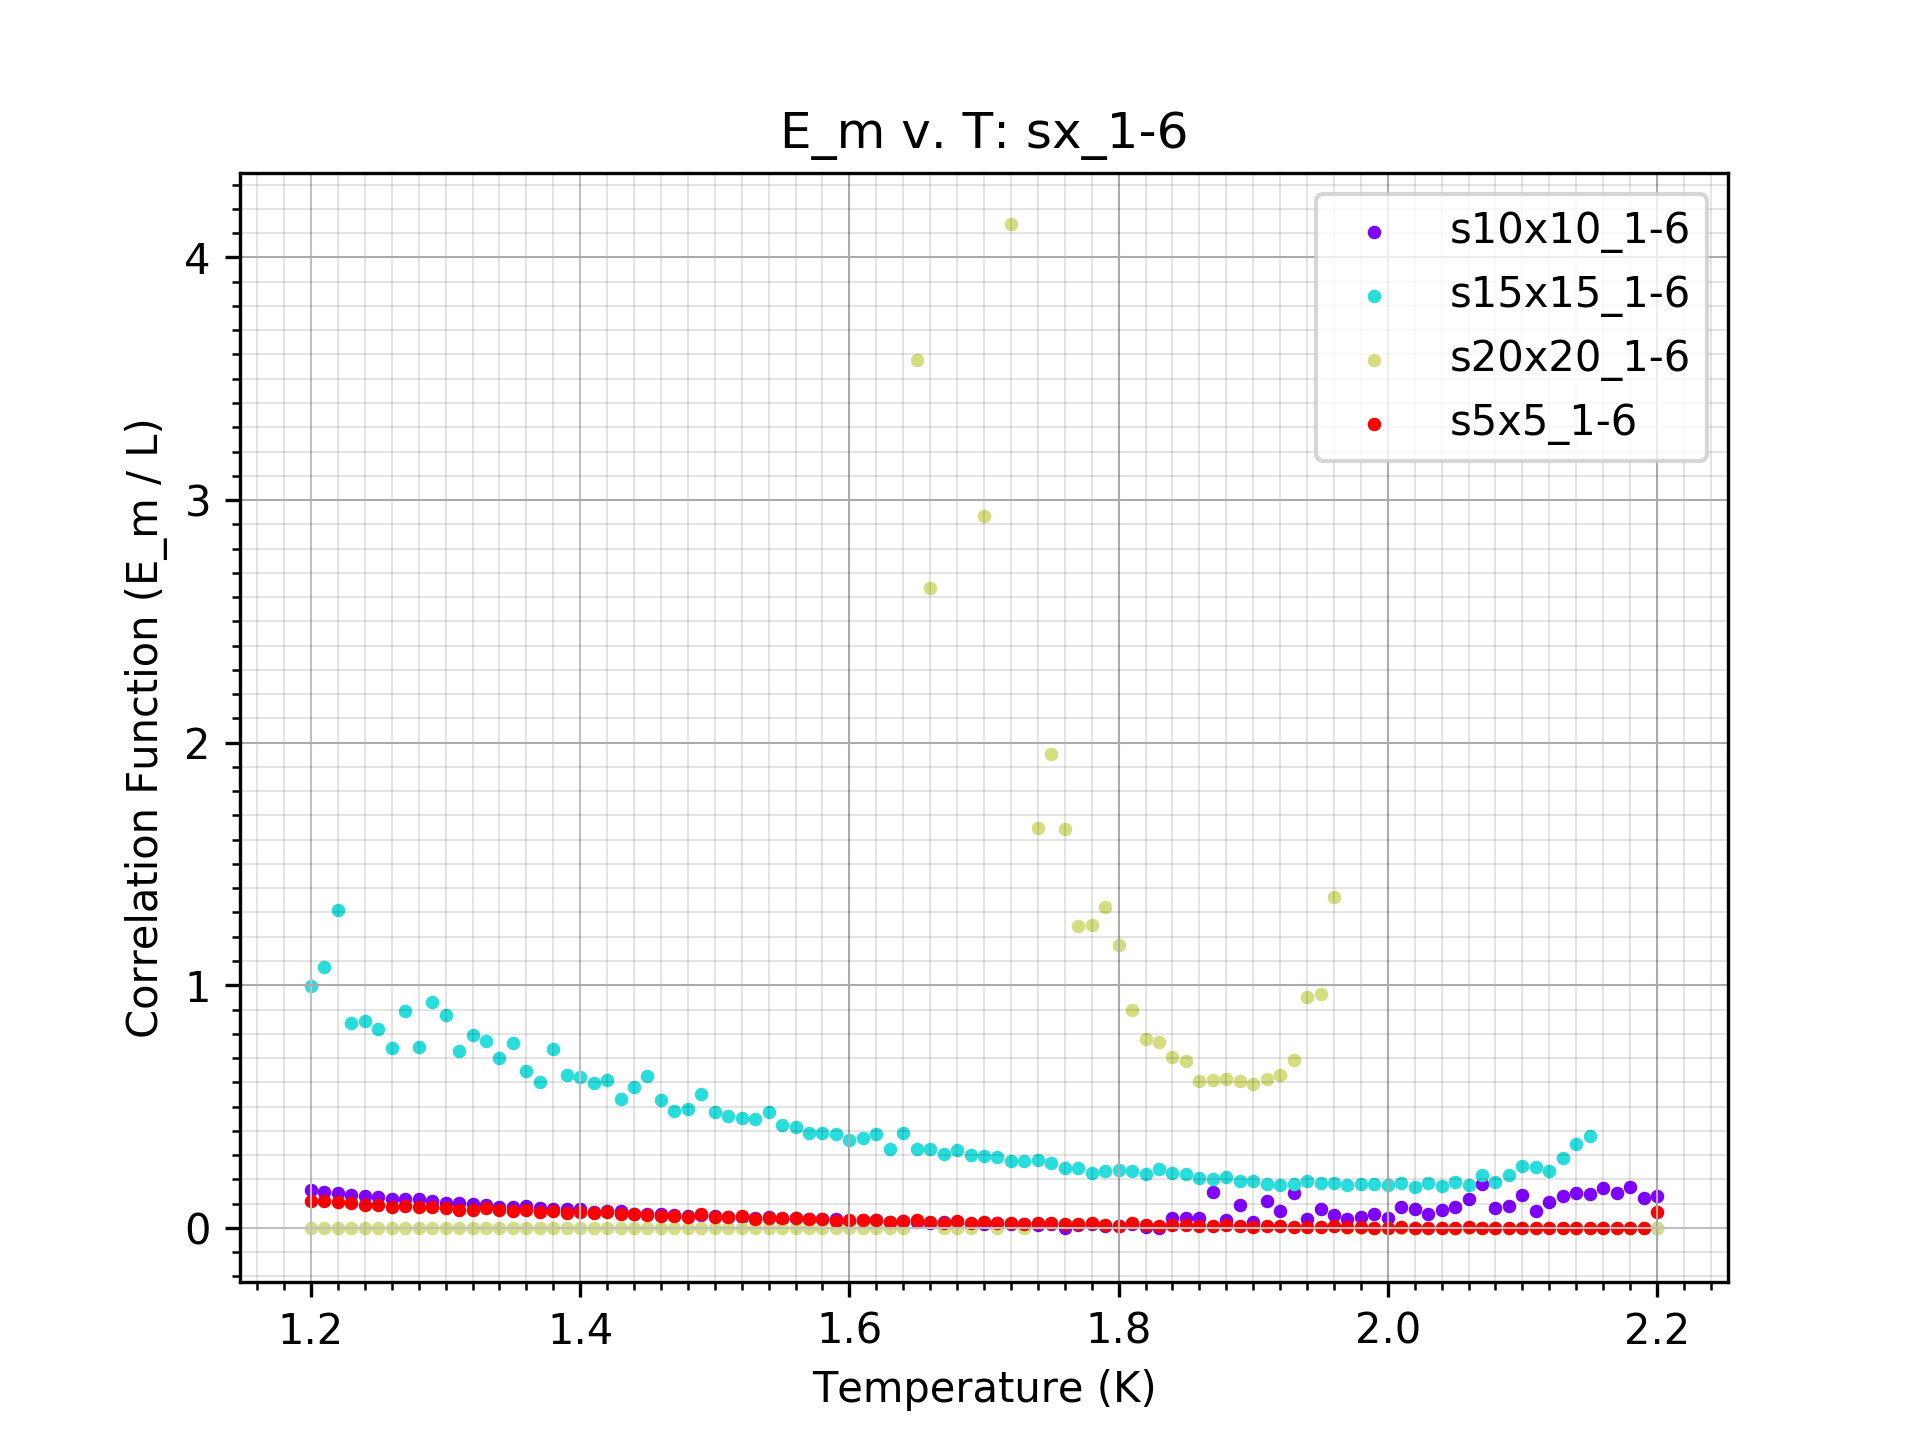 E_m v. T: sx_1-6
s10x10_1-6
s15x15_1-6
s20x20_1-6
s5x5_1-6
Correlation Function (E_m / L)
4
3
2
1
0
1.2 1.4 1.6 1.8 2.0 2.2
Temperature (K)